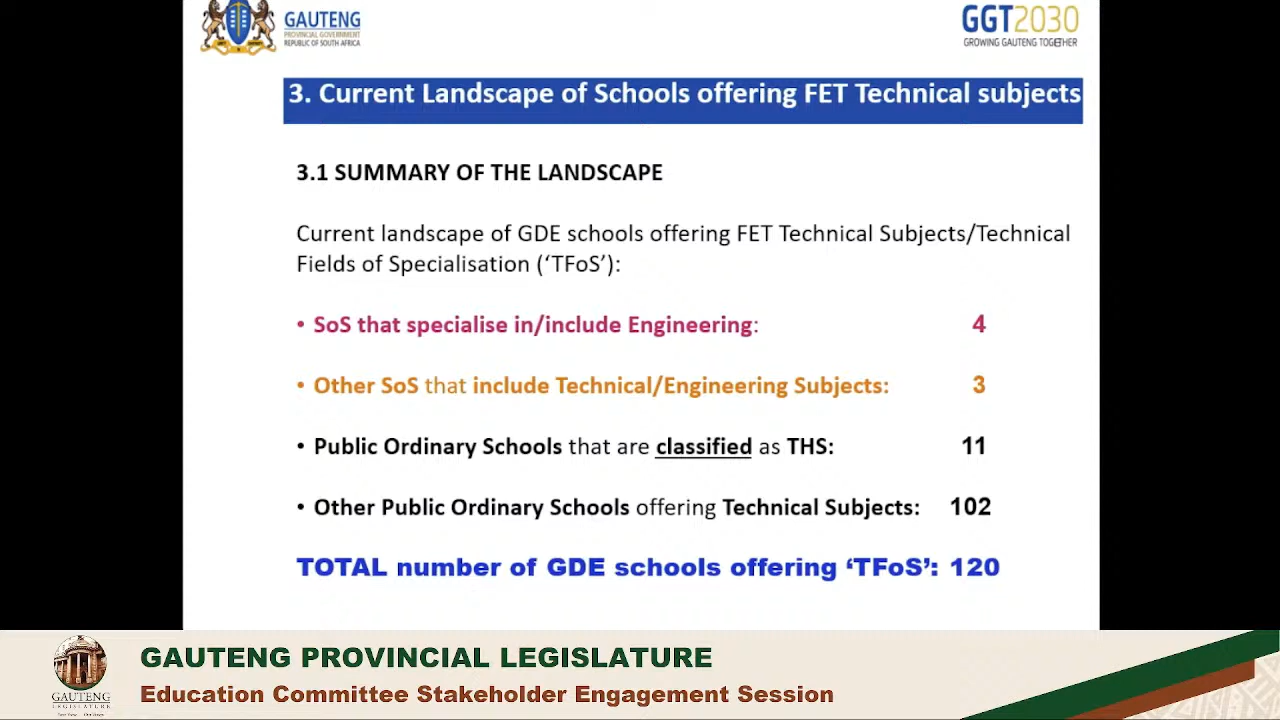 GAUTENG
PROVINCIAL GOVERNMENT
REPUBLIC OF SOUTH AFRICA
GGT2030
GROWING GAUTENG TOGETHER
3. Current Landscape of Schools offering FET Technical subjects
3.1 SUMMARY OF THE LANDSCAPE
Current landscape of GDE schools offering FET Technical Subjects/Technical
Fields of Specialisation (‘TFoS’):
• SoS that specialise in/include Engineering: 4
• Other SoS that include Technical/Engineering Subjects: 3
• Public Ordinary Schools that are classified as THS: 11
• Other Public Ordinary Schools offering Technical Subjects: 102
TOTAL number of GDE schools offering ‘TFoS’: 120
GAUTENG PROVINCIAL LEGISLATURE
Education Committee Stakeholder Engagement Session
GAUTENG
LEGISLATURE